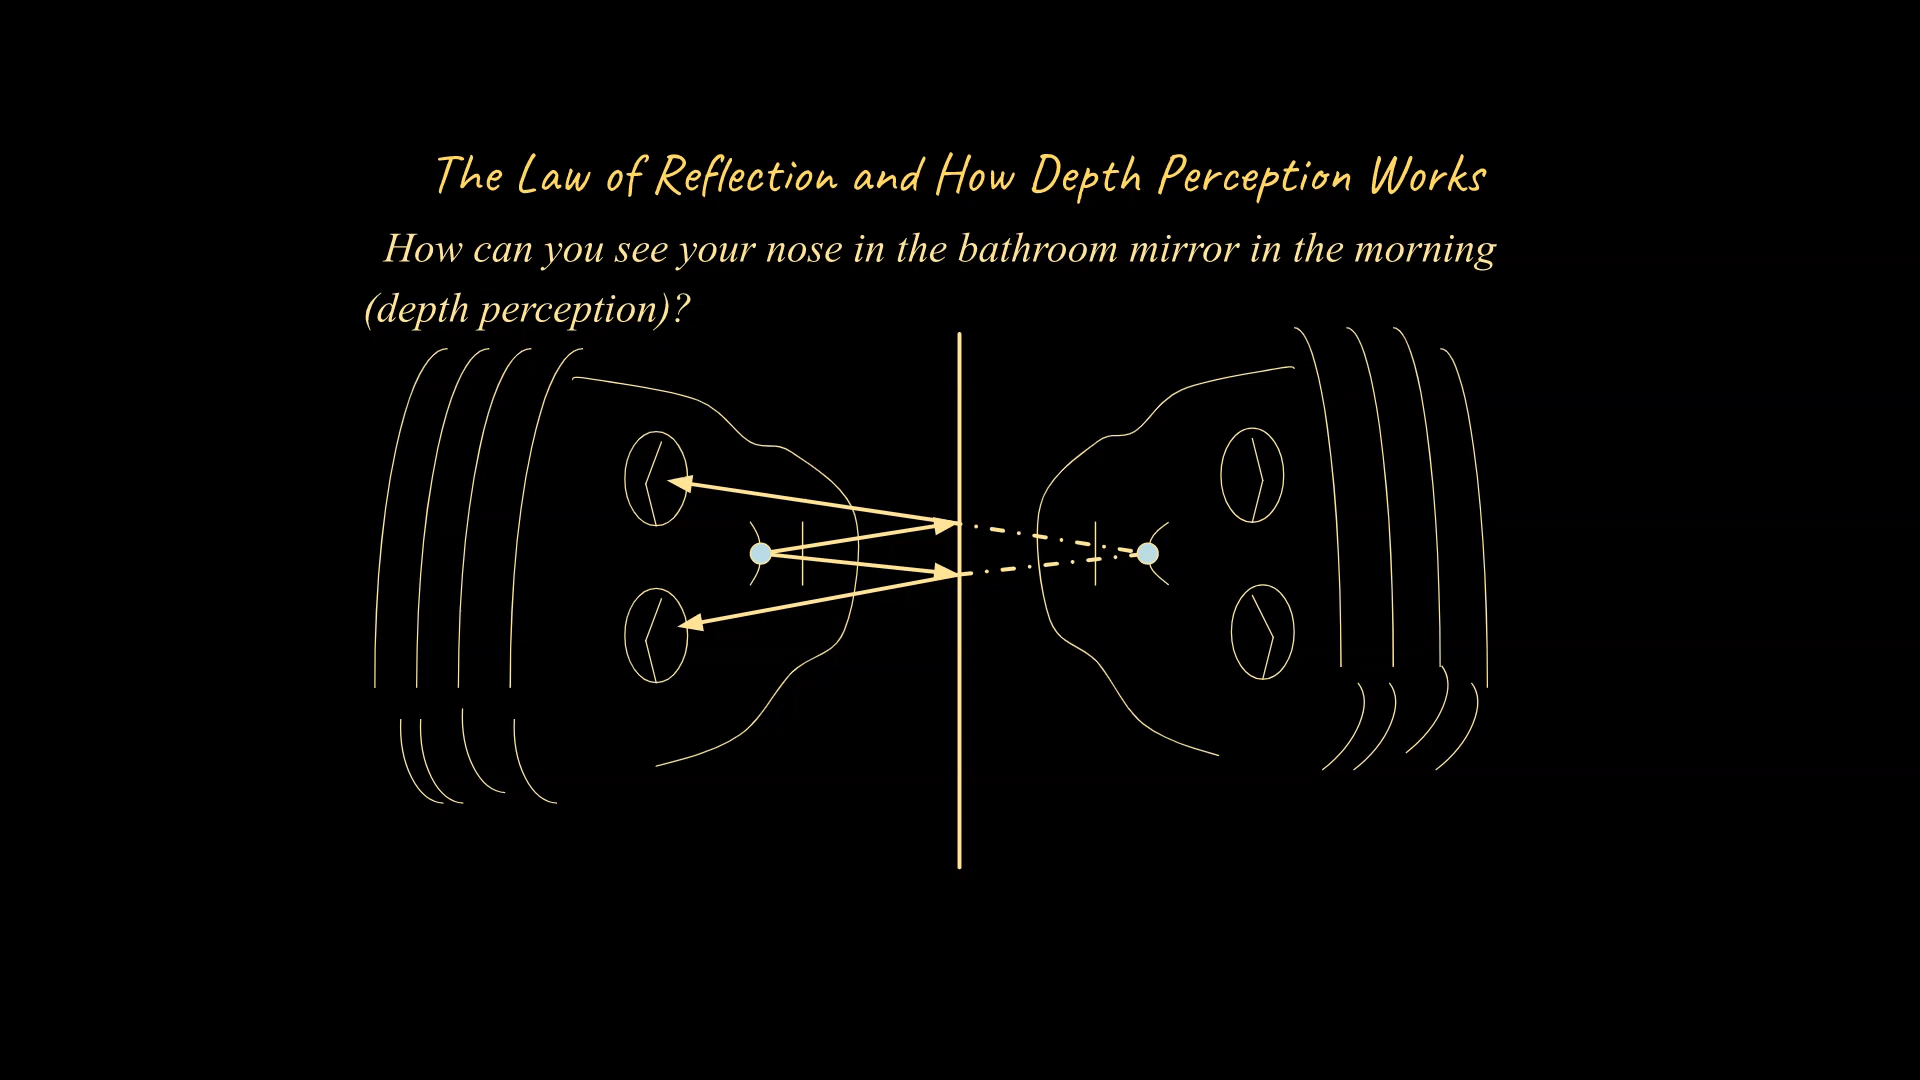 The Law of Reflection and How Depth Perception Works
How can you see your nose in the bathroom mirror in the morning
(depth perception)?